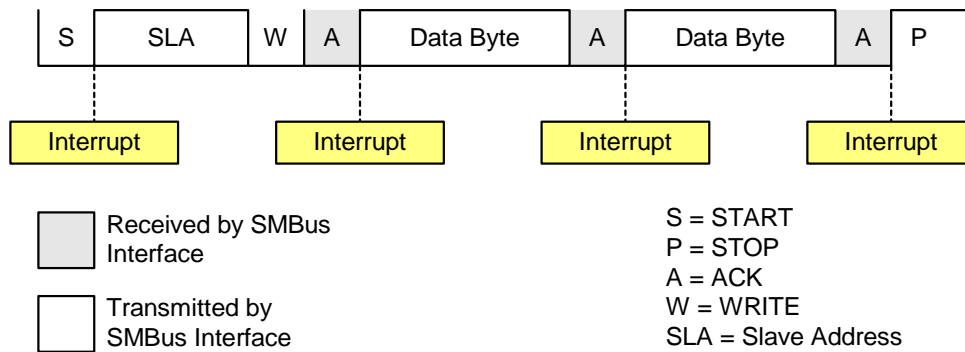 S SLA W A Data Byte A Data Byte A P
Interrupt Interrupt Interrupt Interrupt
Received by SMBus
Interface
Transmitted by
SMBus Interface
S = START
P = STOP
A = ACK
W = WRITE
SLA = Slave Address